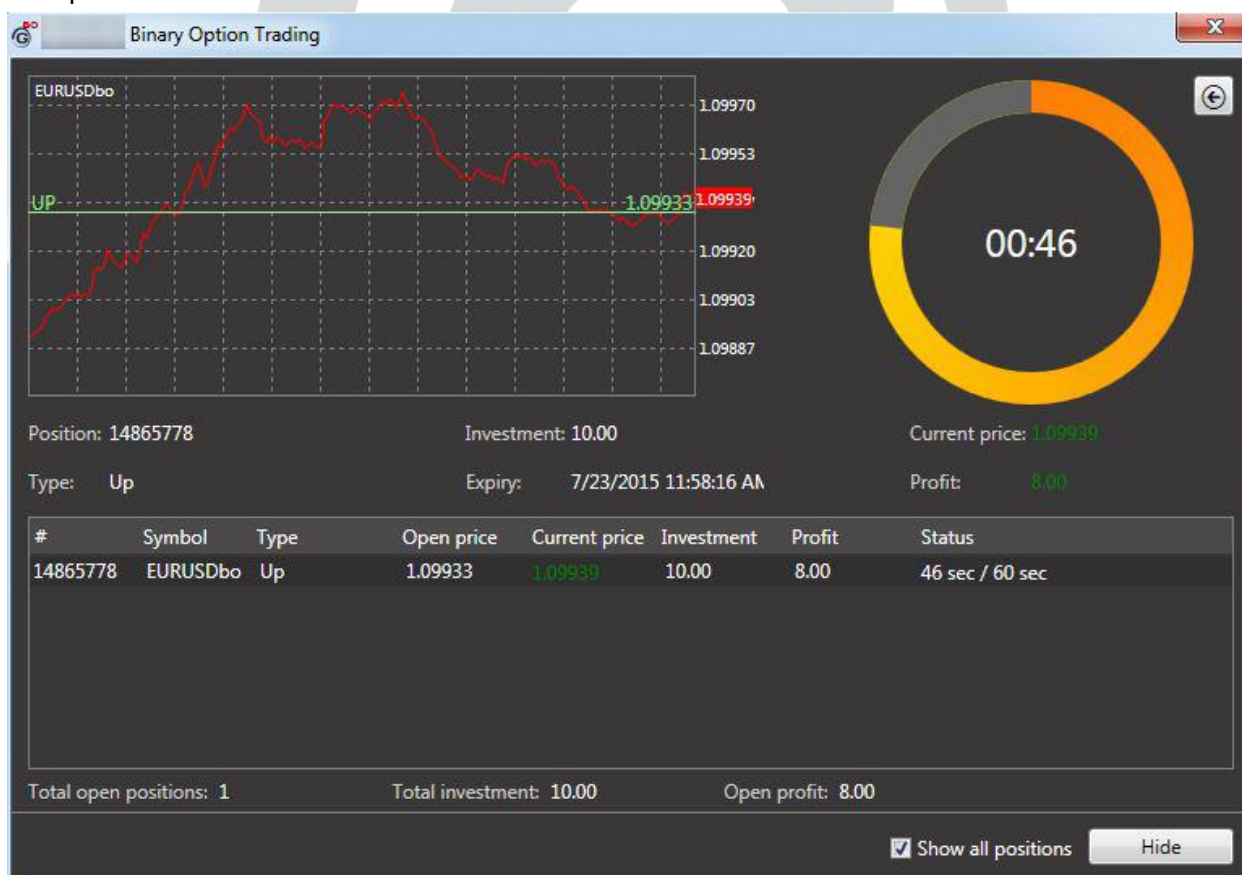 Binary Option Trading
EURUSDbo
1.09970
1.09953
UP
1.09933
1.09939
1.09920
1.09903
1.09887
00:46
Position: 14865778 Investment: 10.00 Current price: 1.09939
Type: Up Expiry: 7/23/2015 11:58:16 AM Profit: 8.00
# Symbol Type Open price Current price Investment Profit Status
14865778 EURUSDbo Up 1.09933 1.09939 10.00 8.00 46 sec / 60 sec
Total open positions: 1 Total investment: 10.00 Open profit: 8.00
Show all positions Hide